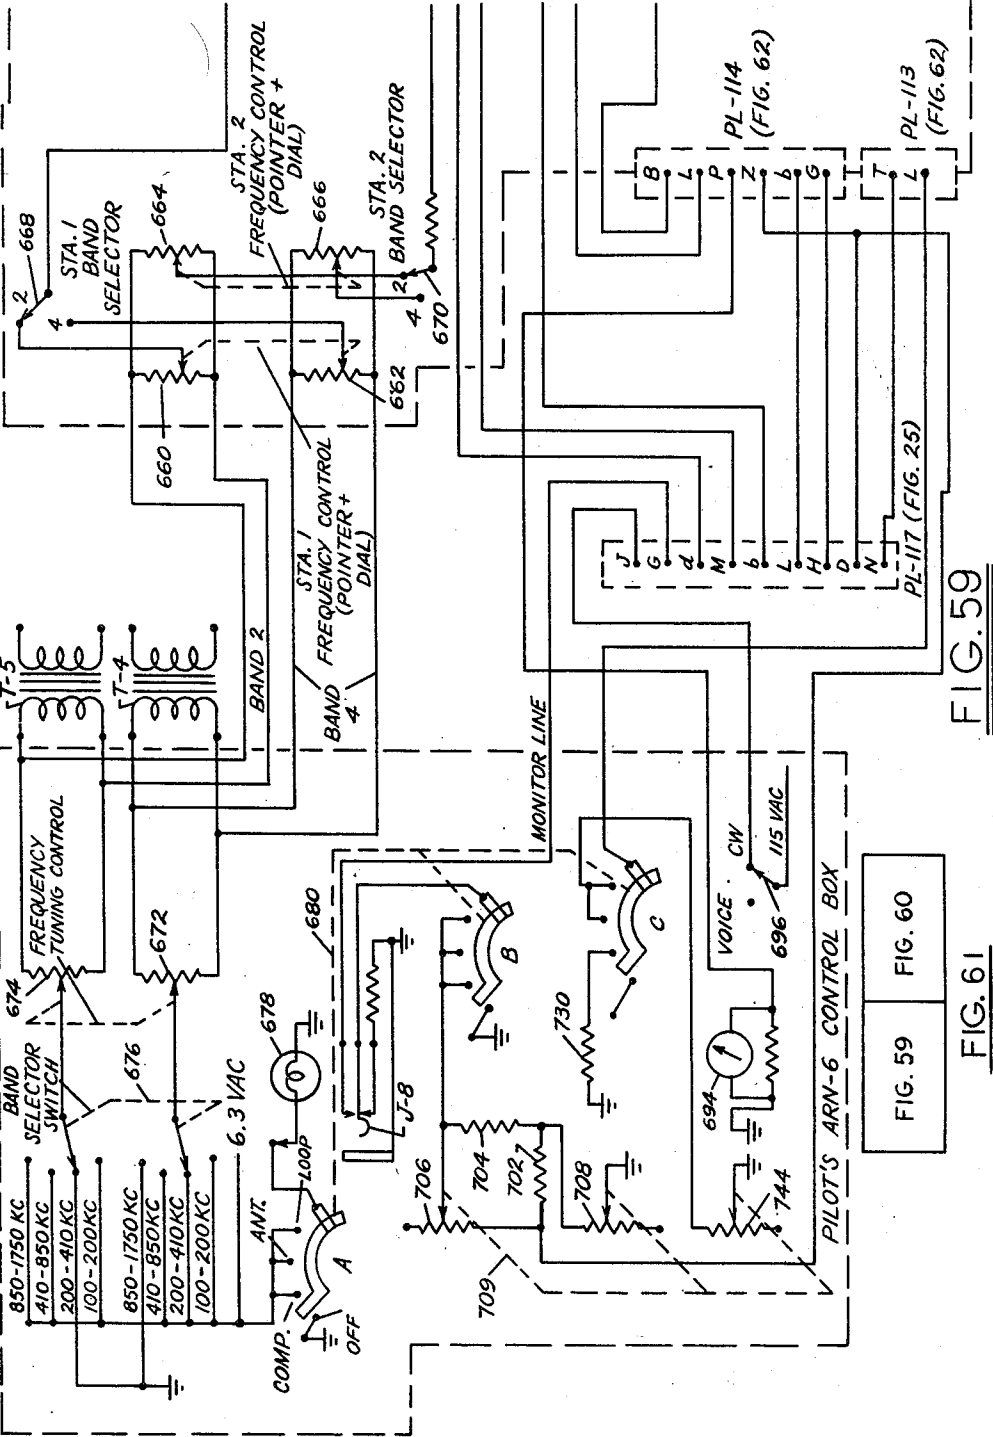 668
2
4
STA. 1
BAND
SELECTOR
664
STA. 2
FREQUENCY CONTROL
(POINTER +
DIAL)
666
STA. 2
BAND SELECTOR
2
4
670
660
662
STA. 1
FREQUENCY CONTROL
(POINTER +
DIAL)
PL-114
(FIG. 62)
B
L
P
Z
b
G
PL-113
(FIG. 62)
T
L
T-5
T-4
BAND 2
BAND
4
J
G
d
M
b
L
H
D
N
PL-117 (FIG. 25)
FIG. 59
FREQUENCY
TUNING CONTROL
674
672
MONITOR LINE
680
BAND
SELECTOR
SWITCH
676
6.3 VAC
678
J-8
B
C
730
VOICE
CW
115 VAC
696
694
PILOT'S ARN-6 CONTROL BOX
850-1750 KC
410-850 KC
200-410 KC
100-200 KC
850-1750 KC
410-850 KC
200-410 KC
100-200 KC
ANT.
LOOP
COMP.
A
OFF
706
704
702
708
709
744
FIG. 59
FIG. 60
FIG. 61